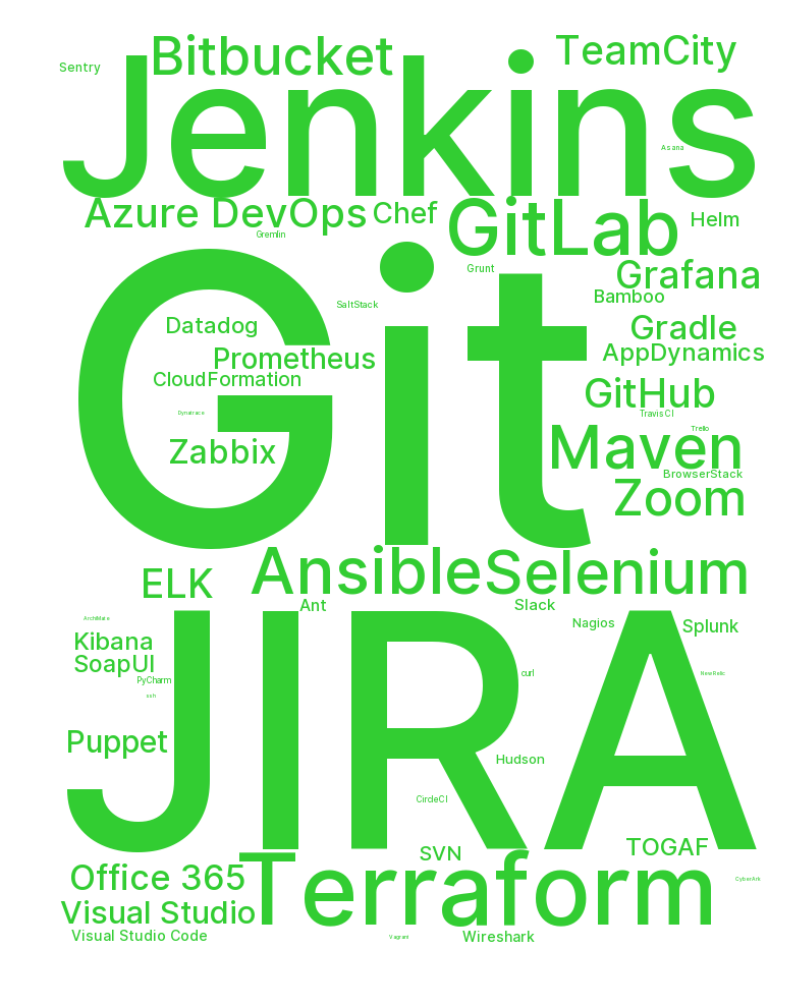 Bitbucket
TeamCity
Sentry
Jenkins
Asana
Azure DevOps
Chef
GitLab
Helm
Gremlin
Git
Grunt
Grafana
Bamboo
SaltStack
Datadog
Gradle
Prometheus
AppDynamics
CloudFormation
GitHub
Dynatrace
Travis CI
Trello
Maven
Zabbix
BrowserStack
Zoom
Ansible
Selenium
ELK
Ant
Slack
JIRA
ArchiMate
Nagios
Splunk
Kibana
SoapUI
PyCharm
curl
NewRelic
ssh
Puppet
Hudson
CircleCI
SVN
TOGAF
Terraform
Office 365
CyberArk
Visual Studio
Visual Studio Code
Vagrant
Wireshark